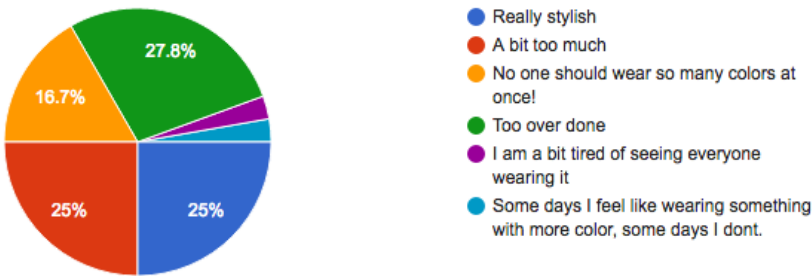 27.8%
16.7%
25%
25%
Really stylish
A bit too much
No one should wear so many colors at
once!
Too over done
I am a bit tired of seeing everyone
wearing it
Some days I feel like wearing something
with more color, some days I dont.